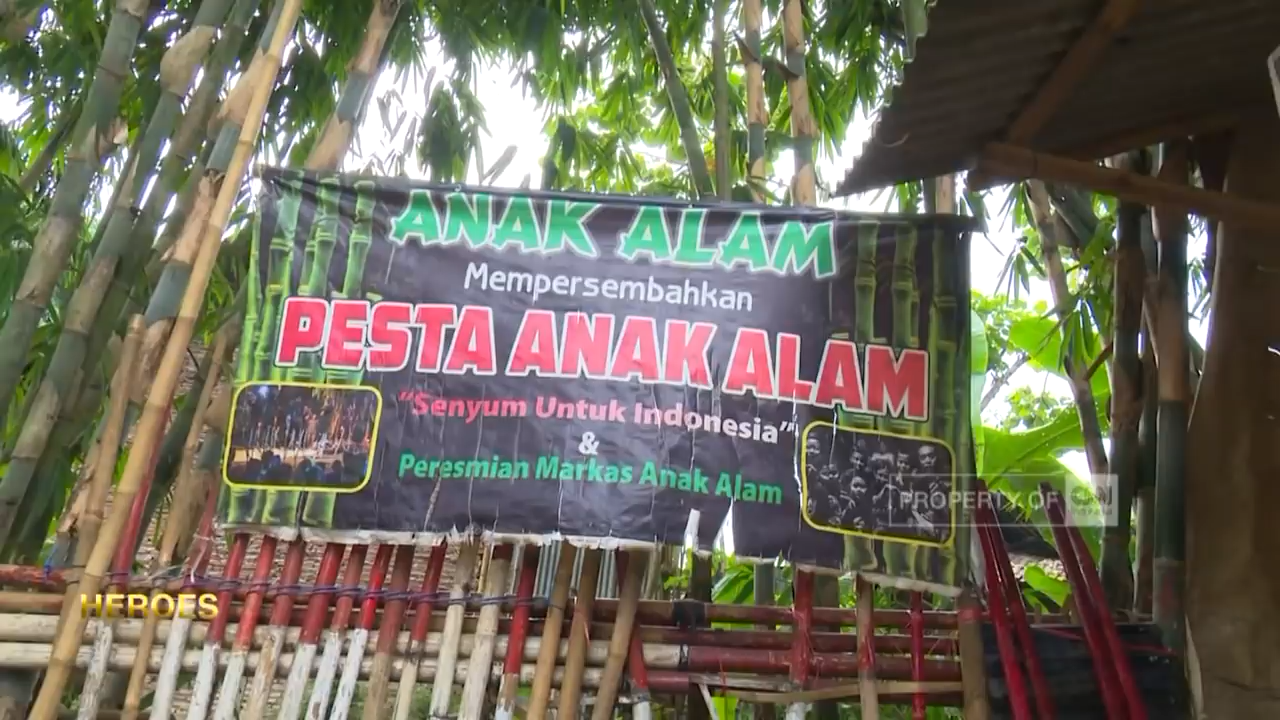 ANAK ALAM
Mempersembahkan
PESTA ANAK ALAM
"Senyum Untuk Indonesia"
&
Peresmian Markas Anak Alam
PROPERTY OF CNN
HEROES